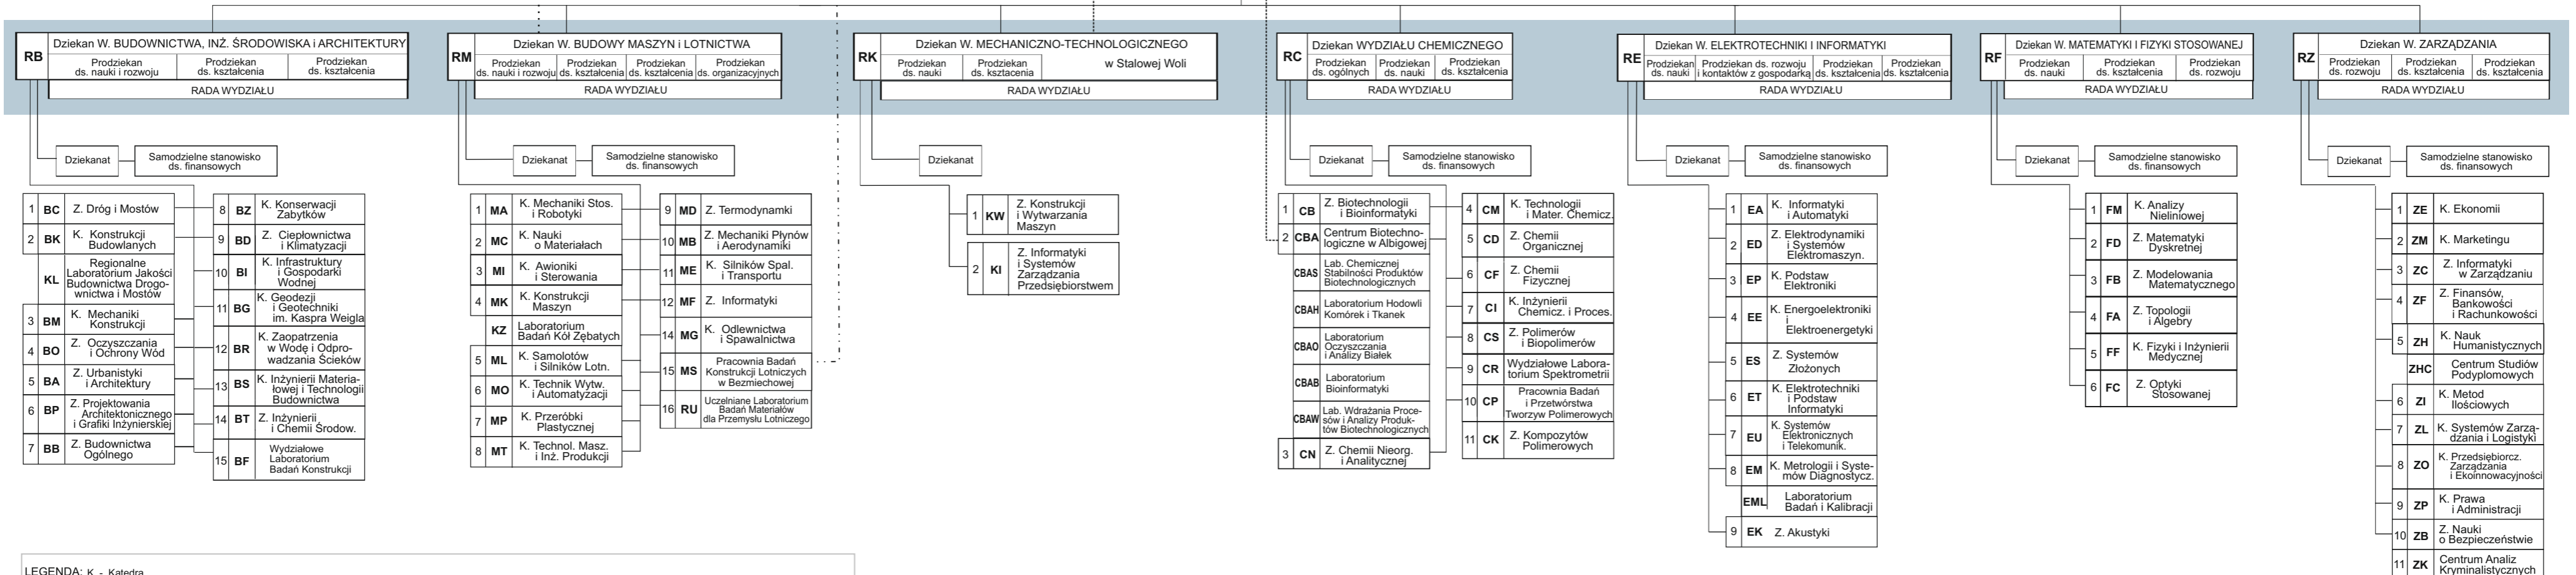 RB
Dziekan W. BUDOWNICTWA, INŻ. ŚRODOWISKA i ARCHITEKTURY
Prodziekan
ds. nauki i rozwoju
Prodziekan
ds. kształcenia
Prodziekan
ds. kształcenia
RADA WYDZIAŁU
Dziekanat
Samodzielne stanowisko
ds. finansowych
1 BC Z. Dróg i Mostów
2 BK K. Konstrukcji
Budowlanych
KL Regionalne
Laboratorium Jakości
Budownictwa Drogo-
wnictwa i Mostów
3 BM K. Mechaniki
Konstrukcji
4 BO Z. Oczyszczania
i Ochrony Wód
5 BA Z. Urbanistyki
i Architektury
6 BP Z. Projektowania
Architektonicznego
i Grafiki Inżynierskiej
7 BB Z. Budownictwa
Ogólnego
8 BZ K. Konserwacji
Zabytków
9 BD Z. Ciepłownictwa
i Klimatyzacji
10 BI K. Infrastruktury
i Gospodarki
Wodnej
11 BG K. Geodezji
i Geotechniki
im. Kaspra Weigla
12 BR K. Zaopatrzenia
w Wodę i Odpro-
wadzania Ścieków
13 BS K. Inżynierii Materia-
łowej i Technologii
Budownictwa
14 BT Z. Inżynierii
i Chemii Środow.
15 BF Wydziałowe
Laboratorium
Badań Konstrukcji
RM
Dziekan W. BUDOWY MASZYN i LOTNICTWA
Prodziekan
ds. nauki i rozwoju
Prodziekan
ds. kształcenia
Prodziekan
ds. kształcenia
Prodziekan
ds. organizacyjnych
RADA WYDZIAŁU
Dziekanat
Samodzielne stanowisko
ds. finansowych
1 MA K. Mechaniki Stos.
i Robotyki
2 MC K. Nauki
o Materiałach
3 MI K. Awioniki
i Sterowania
4 MK K. Konstrukcji
Maszyn
KZ Laboratorium
Badań Kół Zębatych
5 ML K. Samolotów
i Silników Lotn.
6 MO K. Technik Wytw.
i Automatyzacji
7 MP K. Przeróbki
Plastycznej
8 MT K. Technol. Masz.
i Inż. Produkcji
9 MD Z. Termodynamki
10 MB Z. Mechaniki Płynów
i Aerodynamiki
11 ME K. Silników Spal.
i Transportu
12 MF Z. Informatyki
14 MG K. Odlewnictwa
i Spawalnictwa
15 MS Pracownia Badań
Konstrukcji Lotniczych
w Bezmiechowej
16 RU Uczelniane Laboratorium
Badań Materiałów
dla Przemysłu Lotniczego
RK
Dziekan W. MECHANICZNO-TECHNOLOGICZNEGO
Prodziekan
ds. nauki
Prodziekan
ds. kształcenia
w Stalowej Woli
RADA WYDZIAŁU
Dziekanat
1 KW Z. Konstrukcji
i Wytwarzania
Maszyn
2 KI Z. Informatyki
i Systemów
Zarządzania
Przedsiębiorstwem
RC
Dziekan WYDZIAŁU CHEMICZNEGO
Prodziekan
ds. ogólnych
Prodziekan
ds. nauki
Prodziekan
ds. kształcenia
RADA WYDZIAŁU
Dziekanat
Samodzielne stanowisko
ds. finansowych
1 CB Z. Biotechnologii
i Bioinformatyki
2 CBA Centrum Biotechno-
logiczne w Albigowej
CBAS Lab. Chemicznej
Stabilności Produktów
Biotechnologicznych
CBAH Laboratorium Hodowli
Komórek i Tkanek
CBAO Laboratorium
Oczyszczania
i Analizy Białek
CBAB Laboratorium
Bioinformatyki
CBAW Lab. Wdrażania Proce-
sów i Analizy Produk-
tów Biotechnologicznych
3 CN Z. Chemii Nieorg.
i Analitycznej
4 CM K. Technologii
i Mater. Chemicz.
5 CD Z. Chemii
Organicznej
6 CF Z. Chemii
Fizycznej
7 CI K. Inżynierii
Chemicz. i Proces.
8 CS Z. Polimerów
i Biopolimerów
9 CR Wydziałowe Labora-
torium Spektrometrii
10 CP Pracownia Badań
i Przetwórstwa
Tworzyw Polimerowych
11 CK Z. Kompozytów
Polimerowych
RE
Dziekan W. ELEKTROTECHNIKI I INFORMATYKI
Prodziekan
ds. nauki
Prodziekan ds. rozwoju
i kontaktów z gospodarką
Prodziekan
ds. kształcenia
Prodziekan
ds. kształcenia
RADA WYDZIAŁU
Dziekanat
Samodzielne stanowisko
ds. finansowych
1 EA K. Informatyki
i Automatyki
2 ED Z. Elektrodynamiki
i Systemów
Elektromaszyn.
3 EP K. Podstaw
Elektroniki
4 EE K. Energoelektroniki
i
Elektroenergetyki
5 ES Z. Systemów
Złożonych
6 ET K. Elektrotechniki
i Podstaw
Informatyki
7 EU K. Systemów
Elektronicznych
i Telekomunik.
8 EM K. Metrologii i Syste-
mów Diagnostycz.
EML Laboratorium
Badań i Kalibracji
9 EK Z. Akustyki
RF
Dziekan W. MATEMATYKI I FIZYKI STOSOWANEJ
Prodziekan
ds. nauki
Prodziekan
ds. kształcenia
Prodziekan
ds. rozwoju
RADA WYDZIAŁU
Dziekanat
Samodzielne stanowisko
ds. finansowych
1 FM K. Analizy
Nieliniowej
2 FD Z. Matematyki
Dyskretnej
3 FB Z. Modelowania
Matematycznego
4 FA Z. Topologii
i Algebry
5 FF K. Fizyki i Inżynierii
Medycznej
6 FC Z. Optyki
Stosowanej
RZ
Dziekan W. ZARZĄDZANIA
Prodziekan
ds. rozwoju
Prodziekan
ds. kształcenia
Prodziekan
ds. kształcenia
RADA WYDZIAŁU
Dziekanat
Samodzielne stanowisko
ds. finansowych
1 ZE K. Ekonomii
2 ZM K. Marketingu
3 ZC Z. Informatyki
w Zarządzaniu
4 ZF Z. Finansów,
Bankowości
i Rachunkowości
5 ZH K. Nauk
Humanistycznych
ZHC Centrum Studiów
Podyplomowych
6 ZI K. Metod
Ilościowych
7 ZL K. Systemów Zarzą-
dzania i Logistyki
8 ZO K. Przedsiębiorcz.
Zarządzania
i Ekoinnowacyjności
9 ZP K. Prawa
i Administracji
10 ZB Z. Nauki
o Bezpieczeństwie
11 ZK Centrum Analiz
Kryminalistycznych
LEGENDA: K. - Katedra